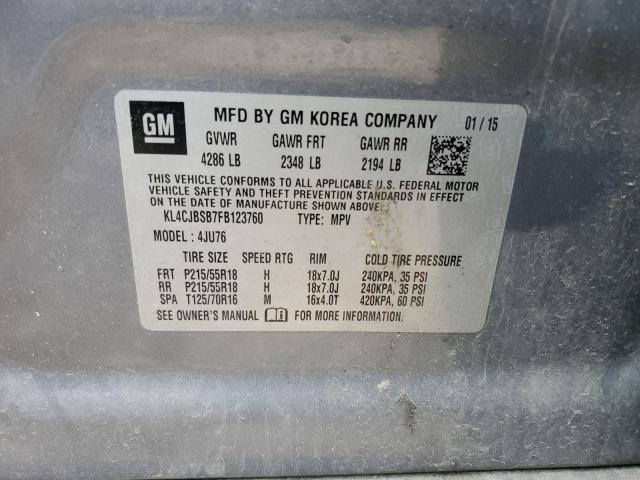 GM
MFD BY GM KOREA COMPANY 01 / 15
GVWR GAWR FRT GAWR RR
4286 LB 2348 LB 2194 LB
THIS VEHICLE CONFORMS TO ALL APPLICABLE U.S. FEDERAL MOTOR
VEHICLE SAFETY AND THEFT PREVENTION STANDARDS IN EFFECT
ON THE DATE OF MANUFACTURE SHOWN ABOVE.
KL4CJBSB7FB123760 TYPE: MPV
MODEL : 4JU76
TIRE SIZE SPEED RTG RIM COLD TIRE PRESSURE
FRT P215/55R18 H 18x7.0J 240KPA, 35 PSI
RR P215/55R18 H 18x7.0J 240KPA, 35 PSI
SPA T125/70R16 M 16x4.0T 420KPA, 60 PSI
SEE OWNER'S MANUAL FOR MORE INFORMATION